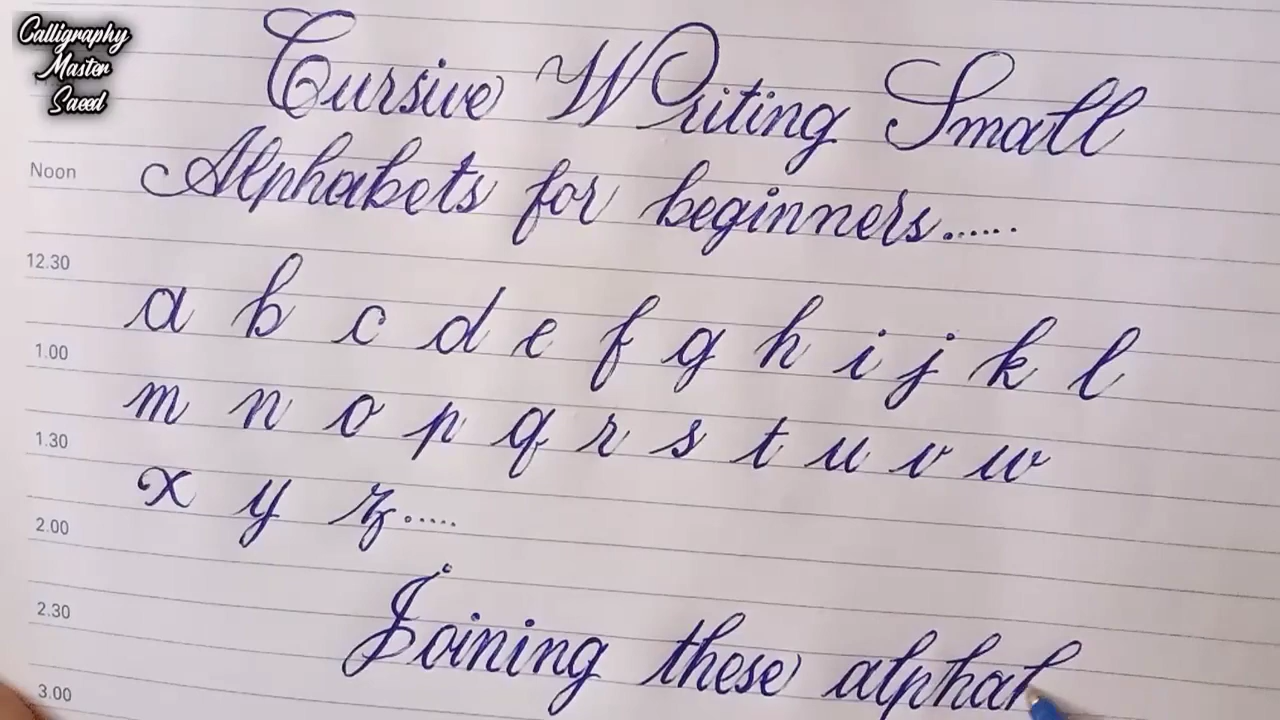 Calligraphy
Master
Saeed
Cursive Writing Small
Noon
Alphabets for beginners......
12.30
a b c d e f g h i j k l
1.00
m n o p q r s t u v w
1.30
x y z.....
2.00
2.30
Joining these alphab
3.00